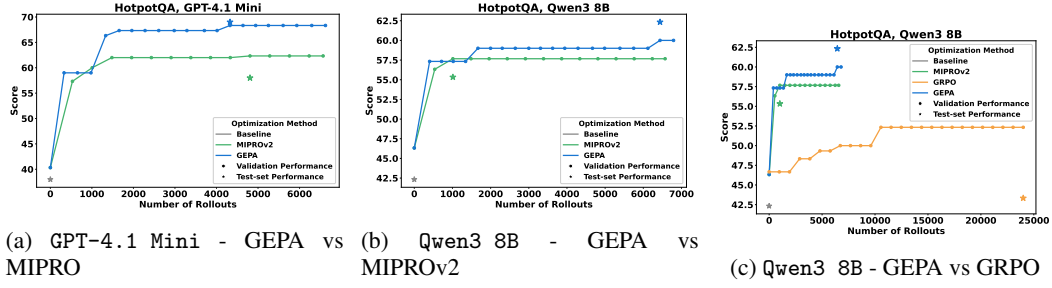 HotpotQA, GPT-4.1 Mini
Score
70
65
60
55
50
45
40
0 1000 2000 3000 4000 5000 6000
Number of Rollouts
Optimization Method
Baseline
MIPROv2
GEPA
Validation Performance
Test-set Performance
(a) GPT-4.1 Mini - GEPA vs
MIPRO
HotpotQA, Qwen3 8B
Score
62.5
60.0
57.5
55.0
52.5
50.0
47.5
45.0
42.5
0 1000 2000 3000 4000 5000 6000 7000
Number of Rollouts
Optimization Method
Baseline
MIPROv2
GEPA
Validation Performance
Test-set Performance
(b) Qwen3 8B - GEPA vs
MIPROv2
HotpotQA, Qwen3 8B
Score
62.5
60.0
57.5
55.0
52.5
50.0
47.5
45.0
42.5
0 5000 10000 15000 20000 25000
Number of Rollouts
Optimization Method
Baseline
MIPROv2
GRPO
GEPA
Validation Performance
Test-set Performance
(c) Qwen3 8B - GEPA vs GRPO